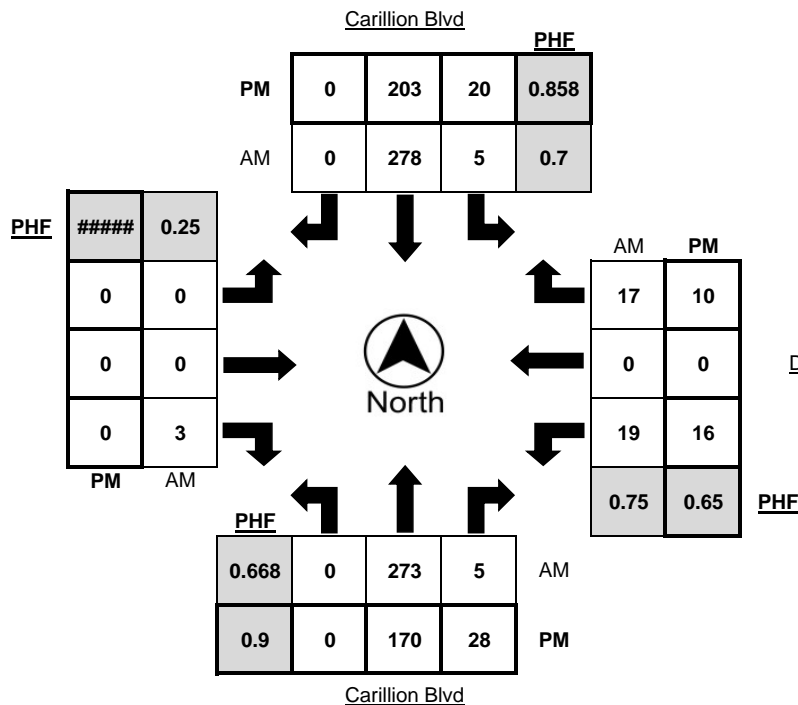 Carillion Blvd
PHF
PM 0 203 20 0.858
AM 0 278 5 0.7
PHF ##### 0.25
AM PM
0 0 17 10
0 0 0 0 D
North
0 3 19 16
PM AM
0.75 0.65 PHF
PHF
0.668 0 273 5 AM
0.9 0 170 28 PM
Carillion Blvd